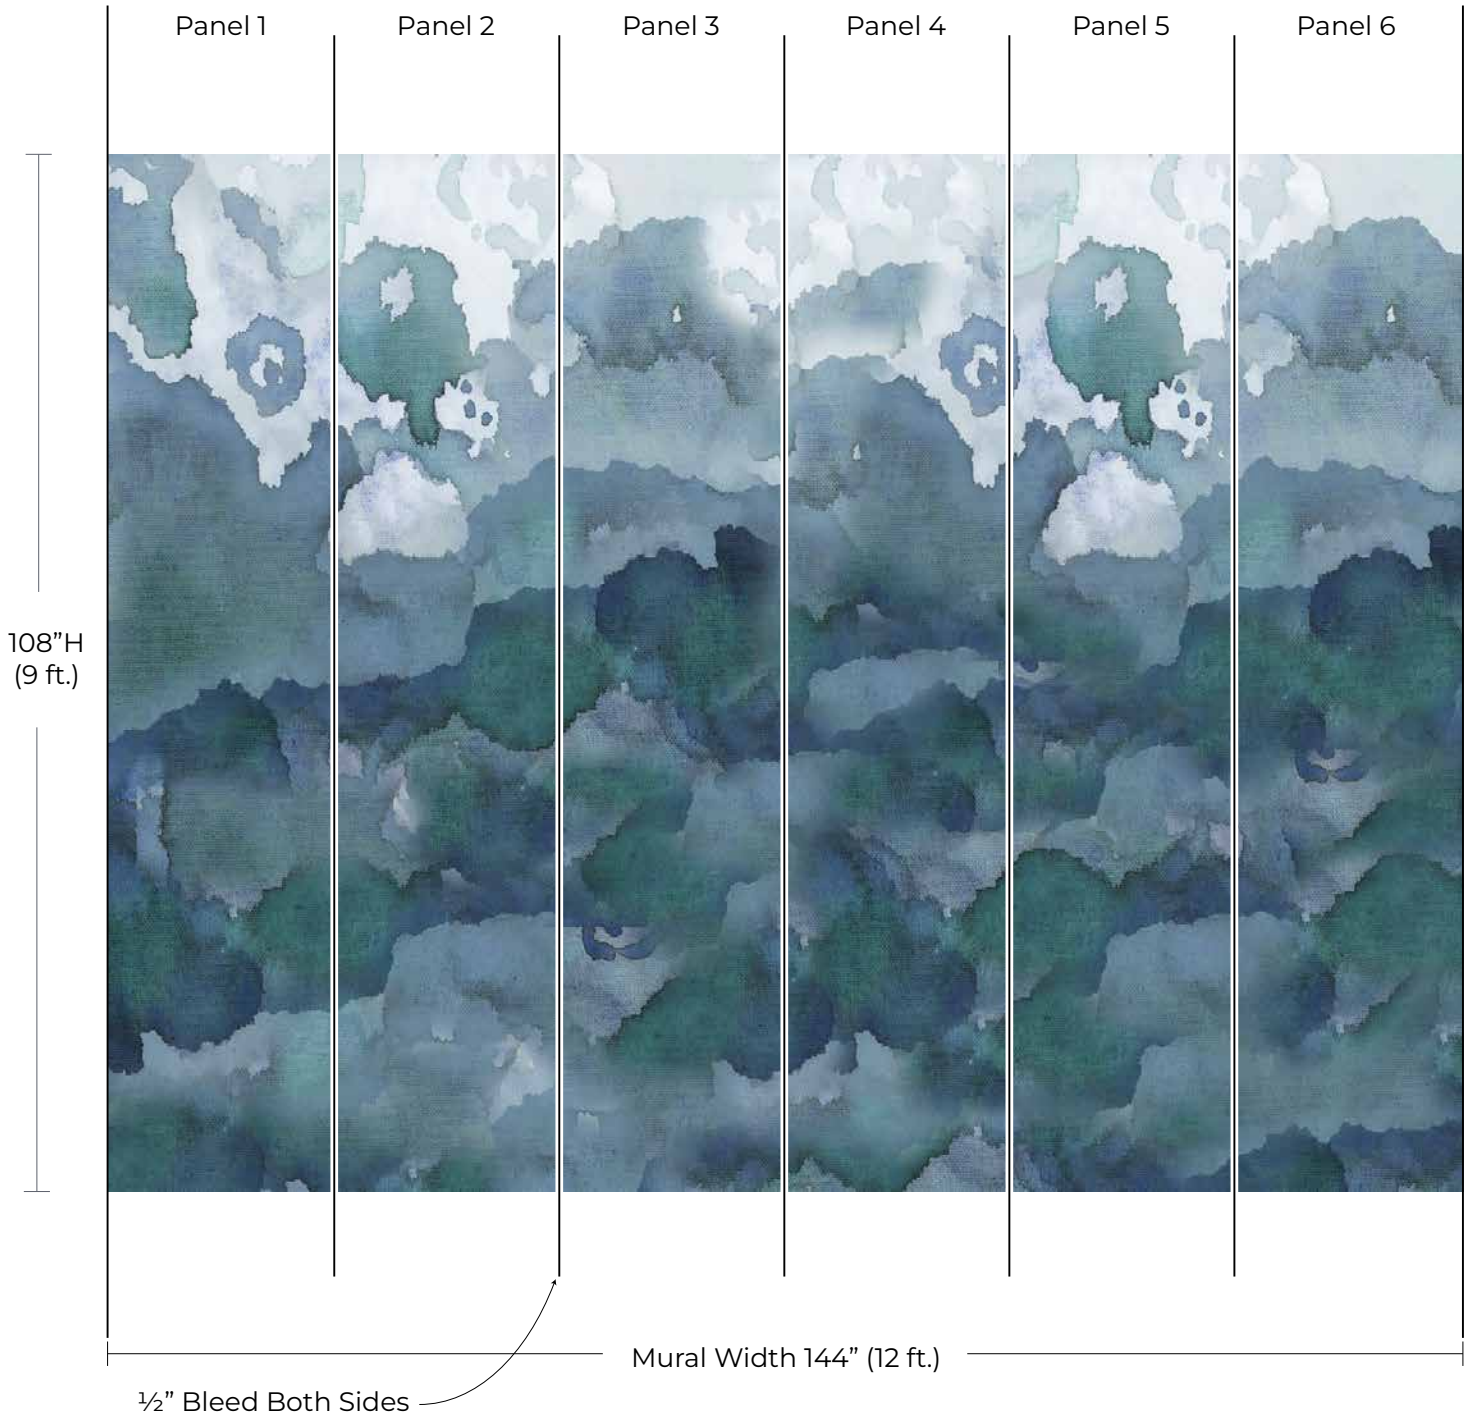 Panel 1
Panel 2
Panel 3
Panel 4
Panel 5
Panel 6
108”H
(9 ft.)
Mural Width 144” (12 ft.)
½” Bleed Both Sides